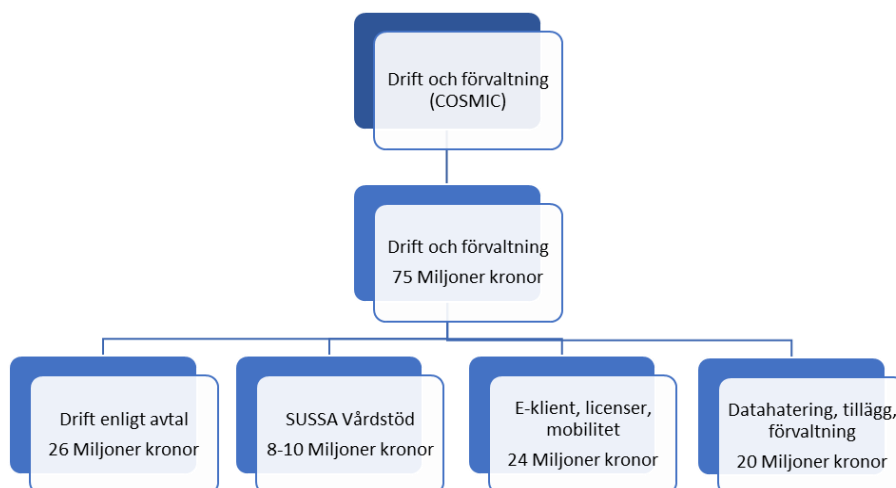 Drift och förvaltning
(COSMIC)
Drift och förvaltning
75 Miljoner kronor
Drift enligt avtal
26 Miljoner kronor
SUSSA Vårdstöd
8-10 Miljoner kronor
E-klient, licenser,
mobilitet
24 Miljoner kronor
Datahatering, tillägg,
förvaltning
20 Miljoner kronor